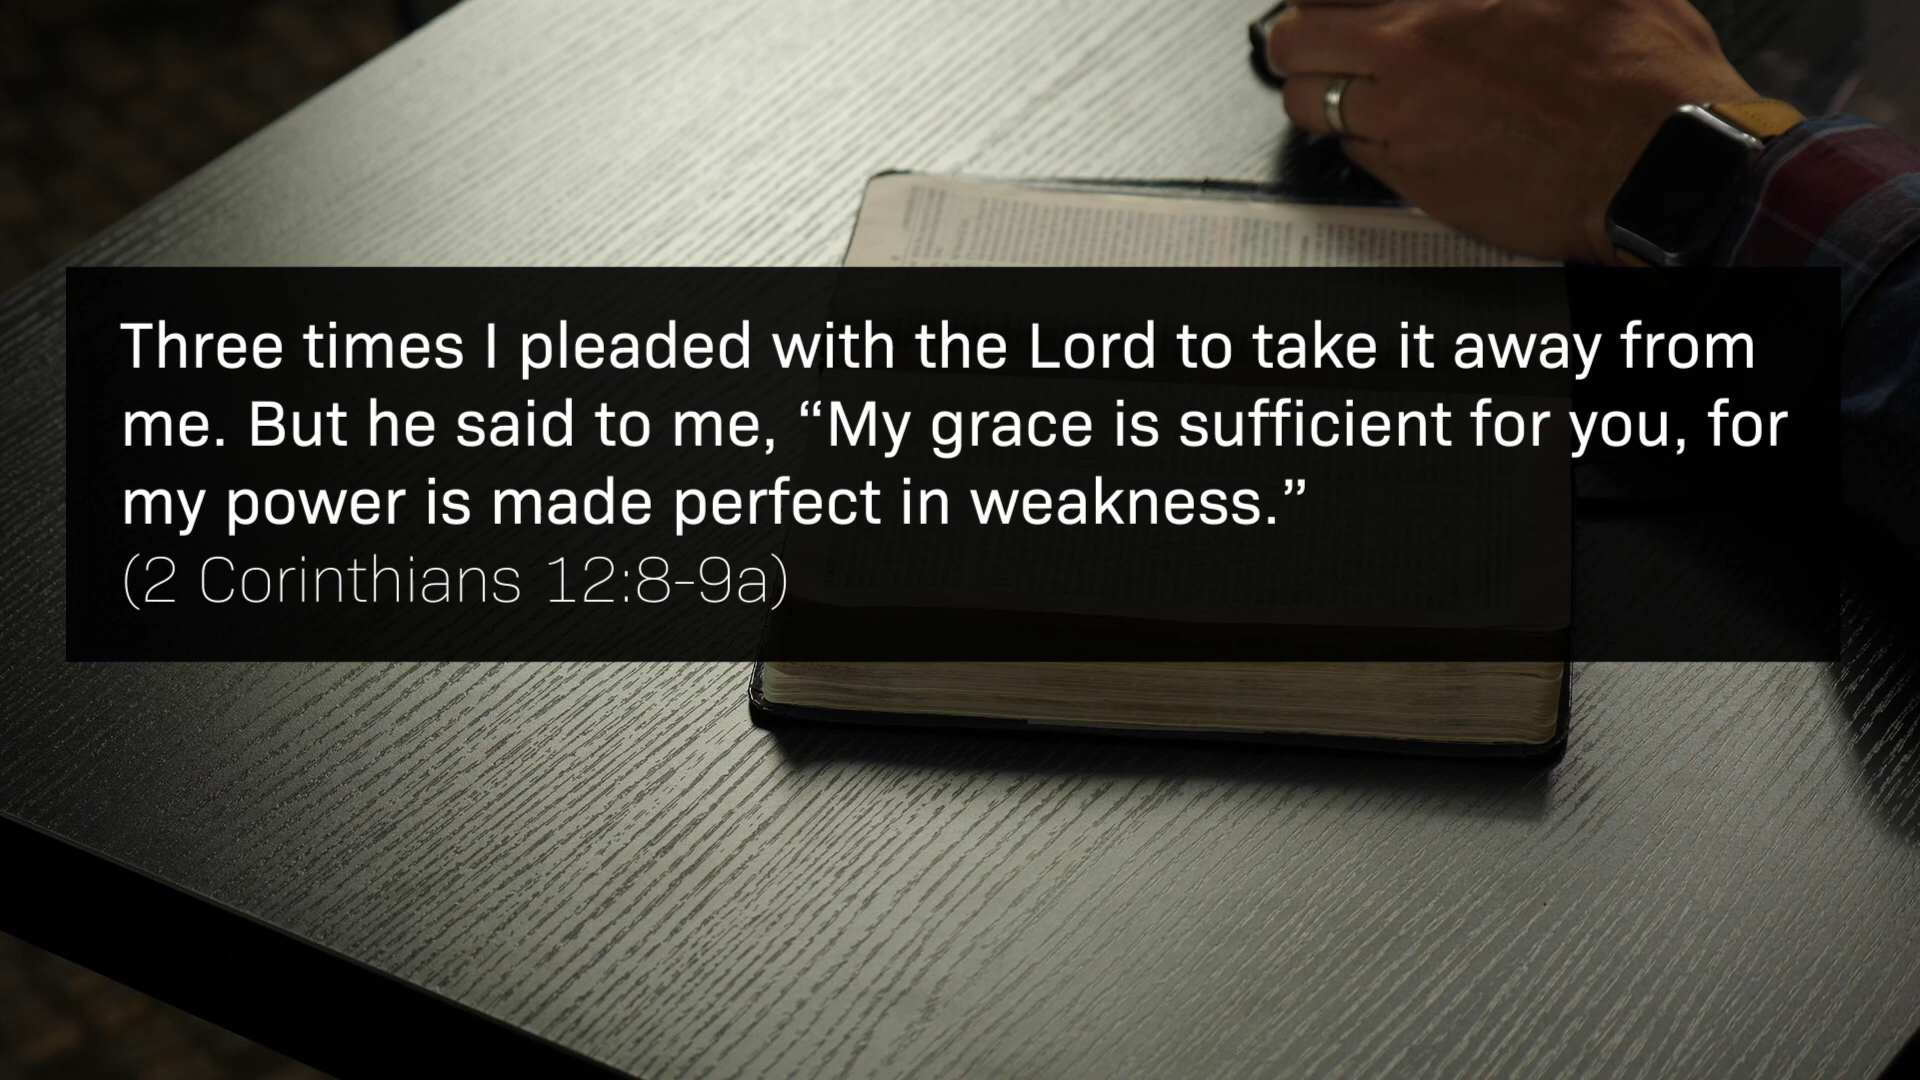 Three times I pleaded with the Lord to take it away from
me. But he said to me, “My grace is sufficient for you, for
my power is made perfect in weakness.”
(2 Corinthians 12:8-9a)